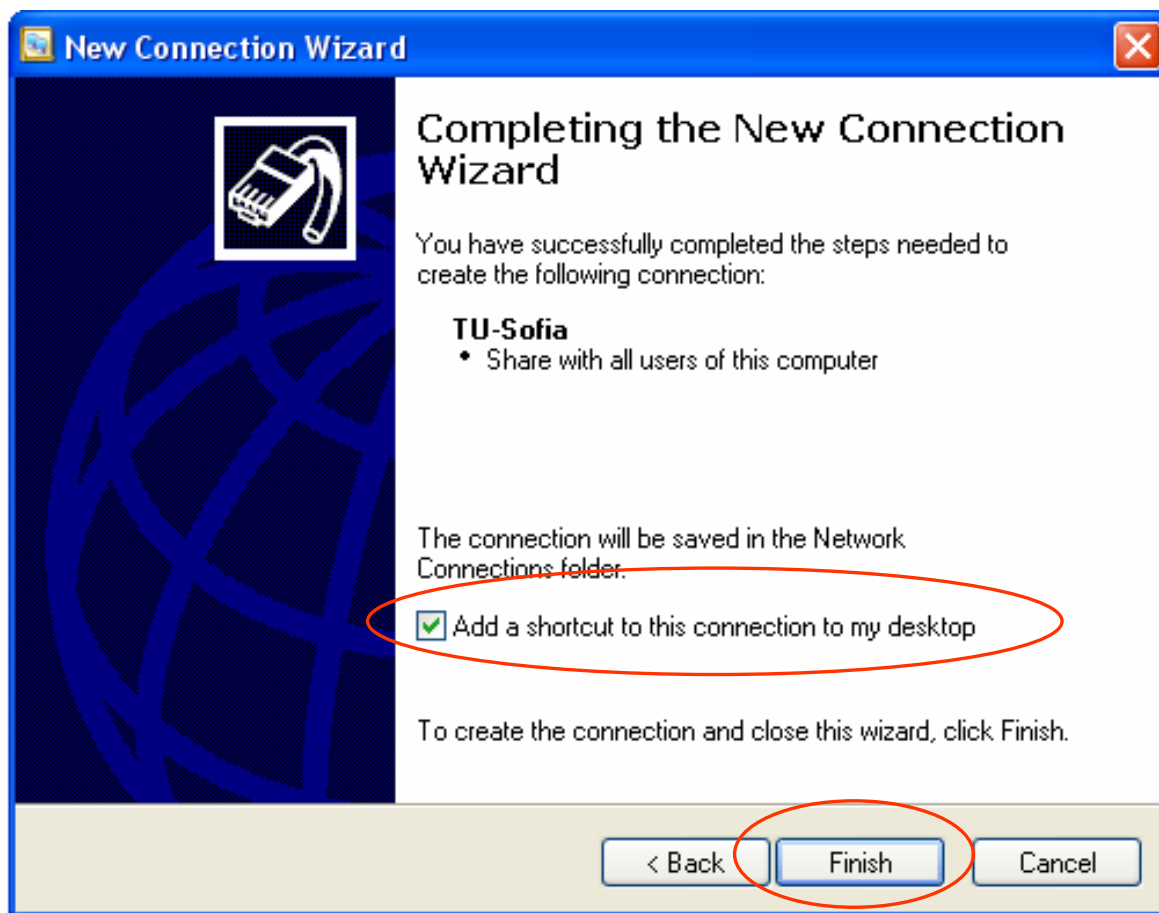 New Connection Wizard
Completing the New Connection
Wizard
You have successfully completed the steps needed to
create the following connection:
TU-Sofia
• Share with all users of this computer
The connection will be saved in the Network
Connections folder.
Add a shortcut to this connection to my desktop
To create the connection and close this wizard, click Finish.
< Back Finish Cancel